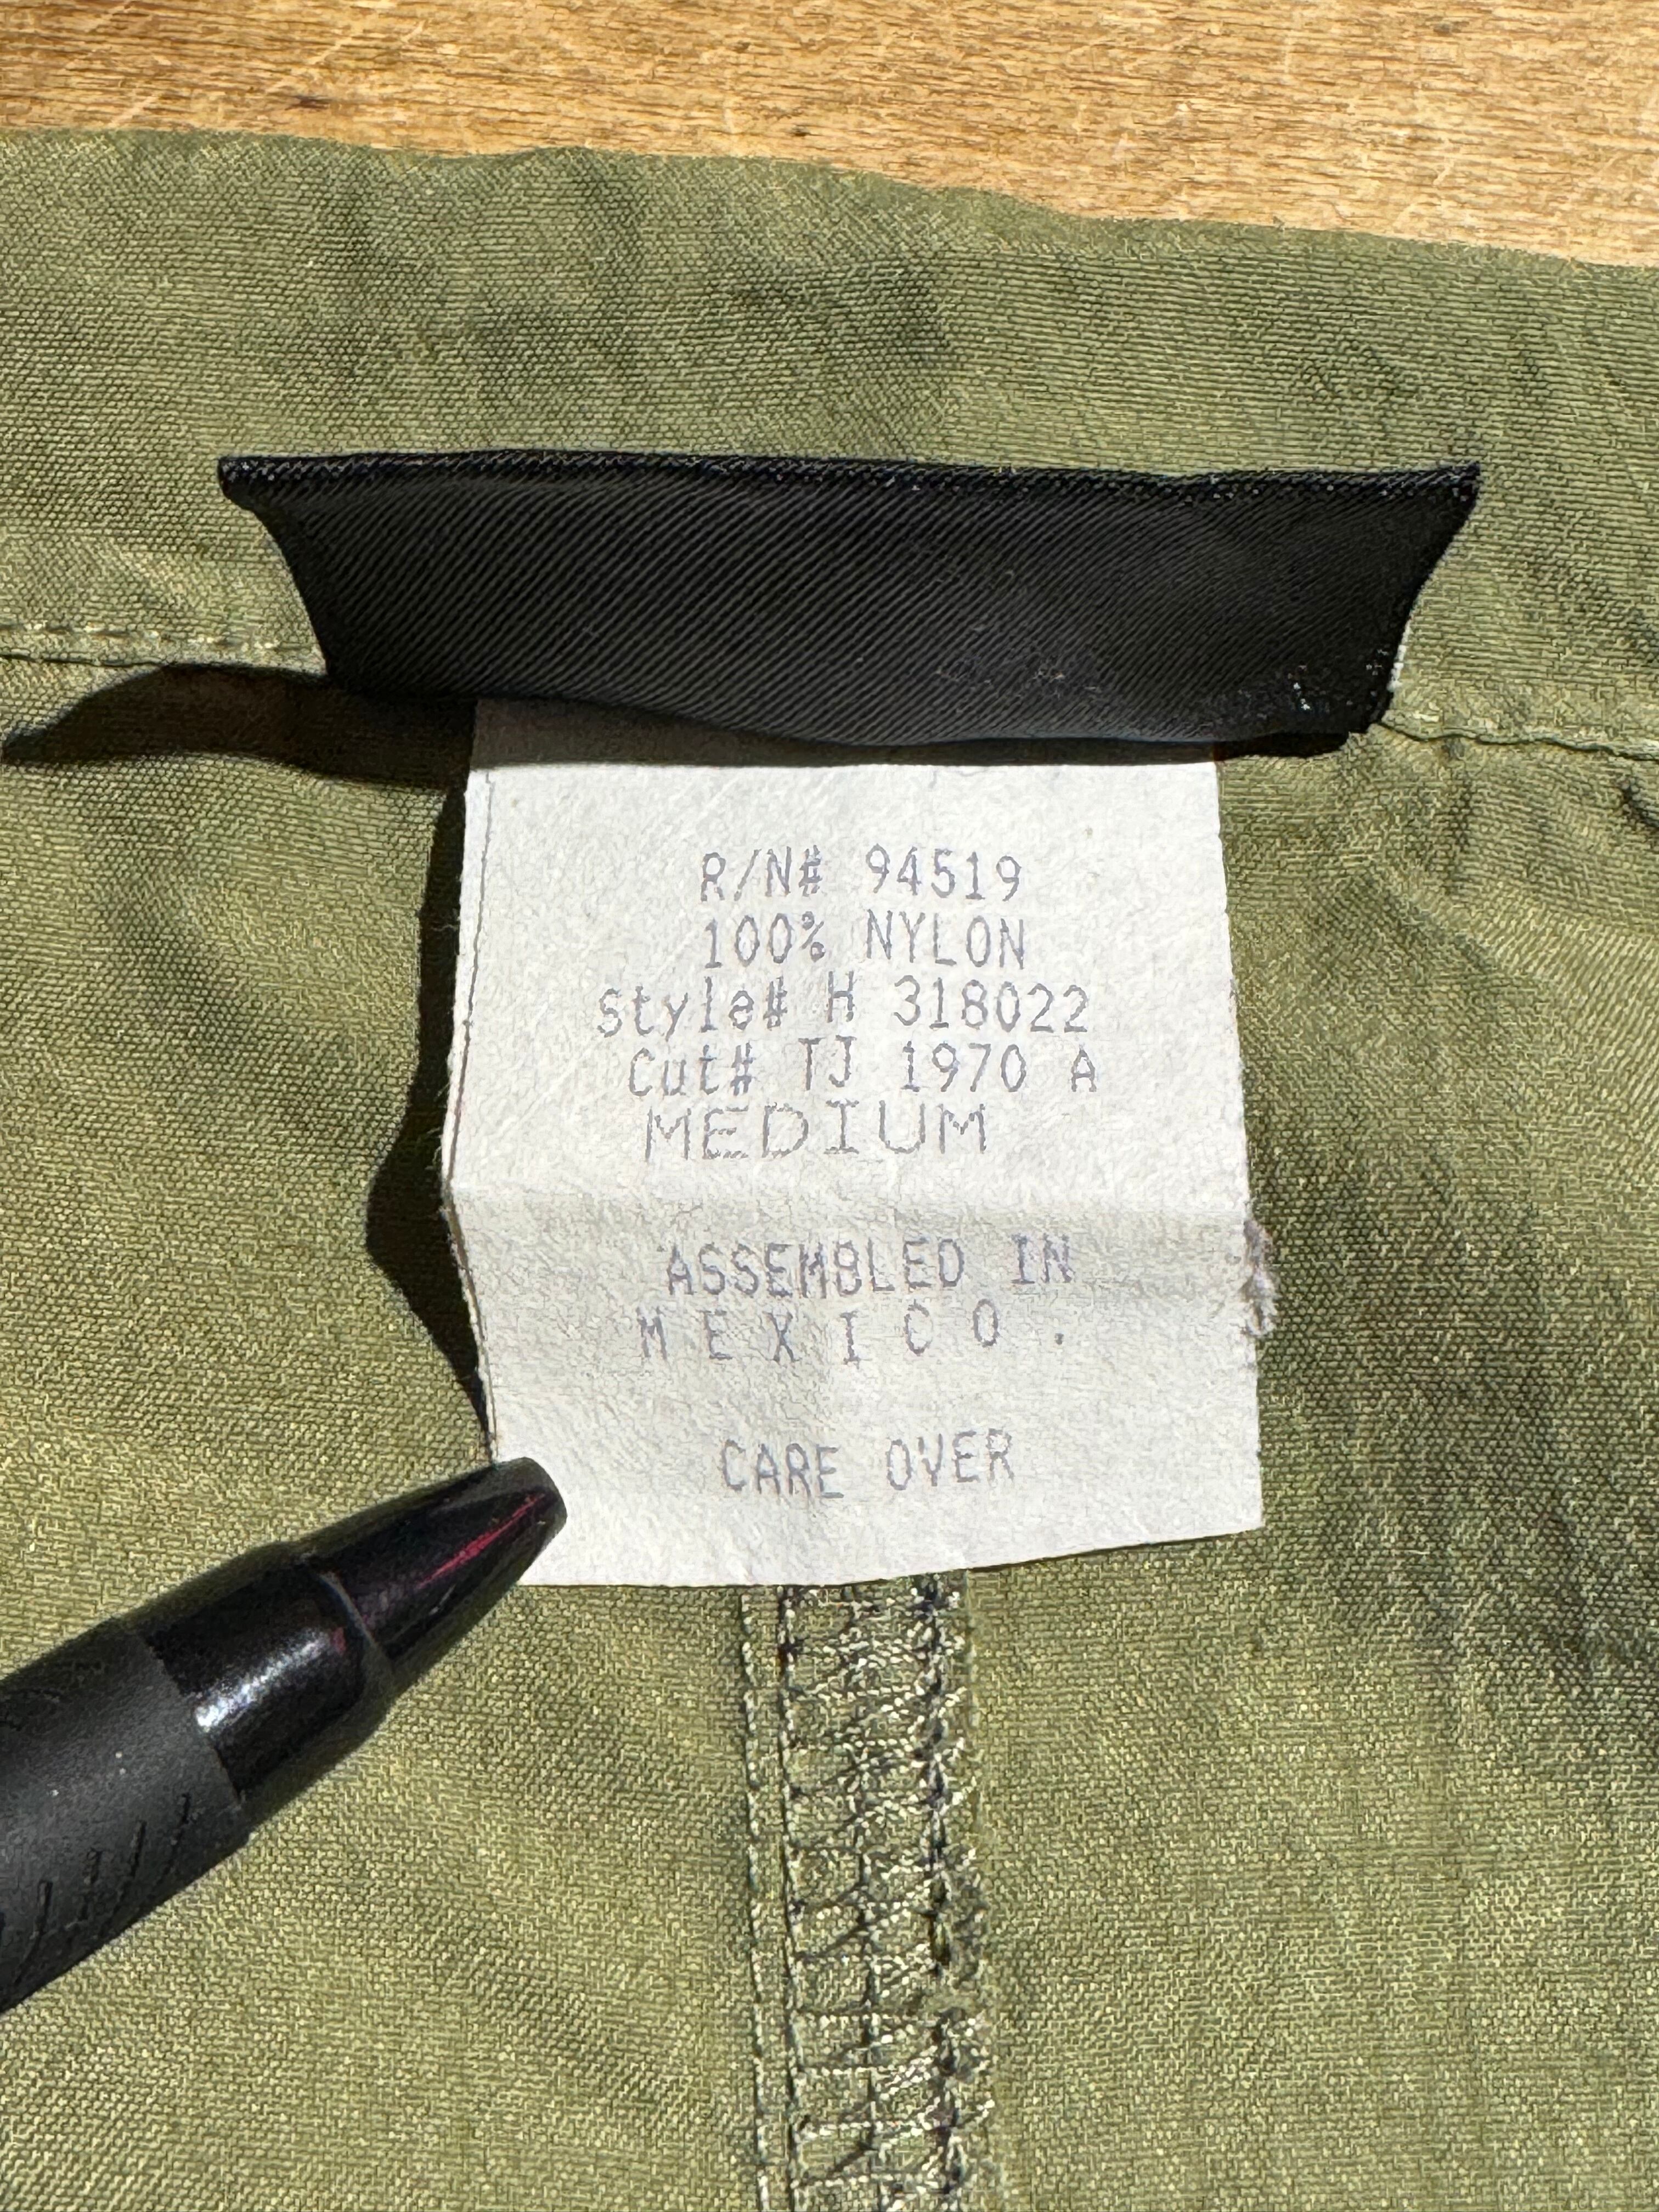 R/N# 94519
100% NYLON
Style# H 318022
Cut# TJ 1970 A
MEDIUM
ASSEMBLED IN
M E X I C O .
CARE OVER